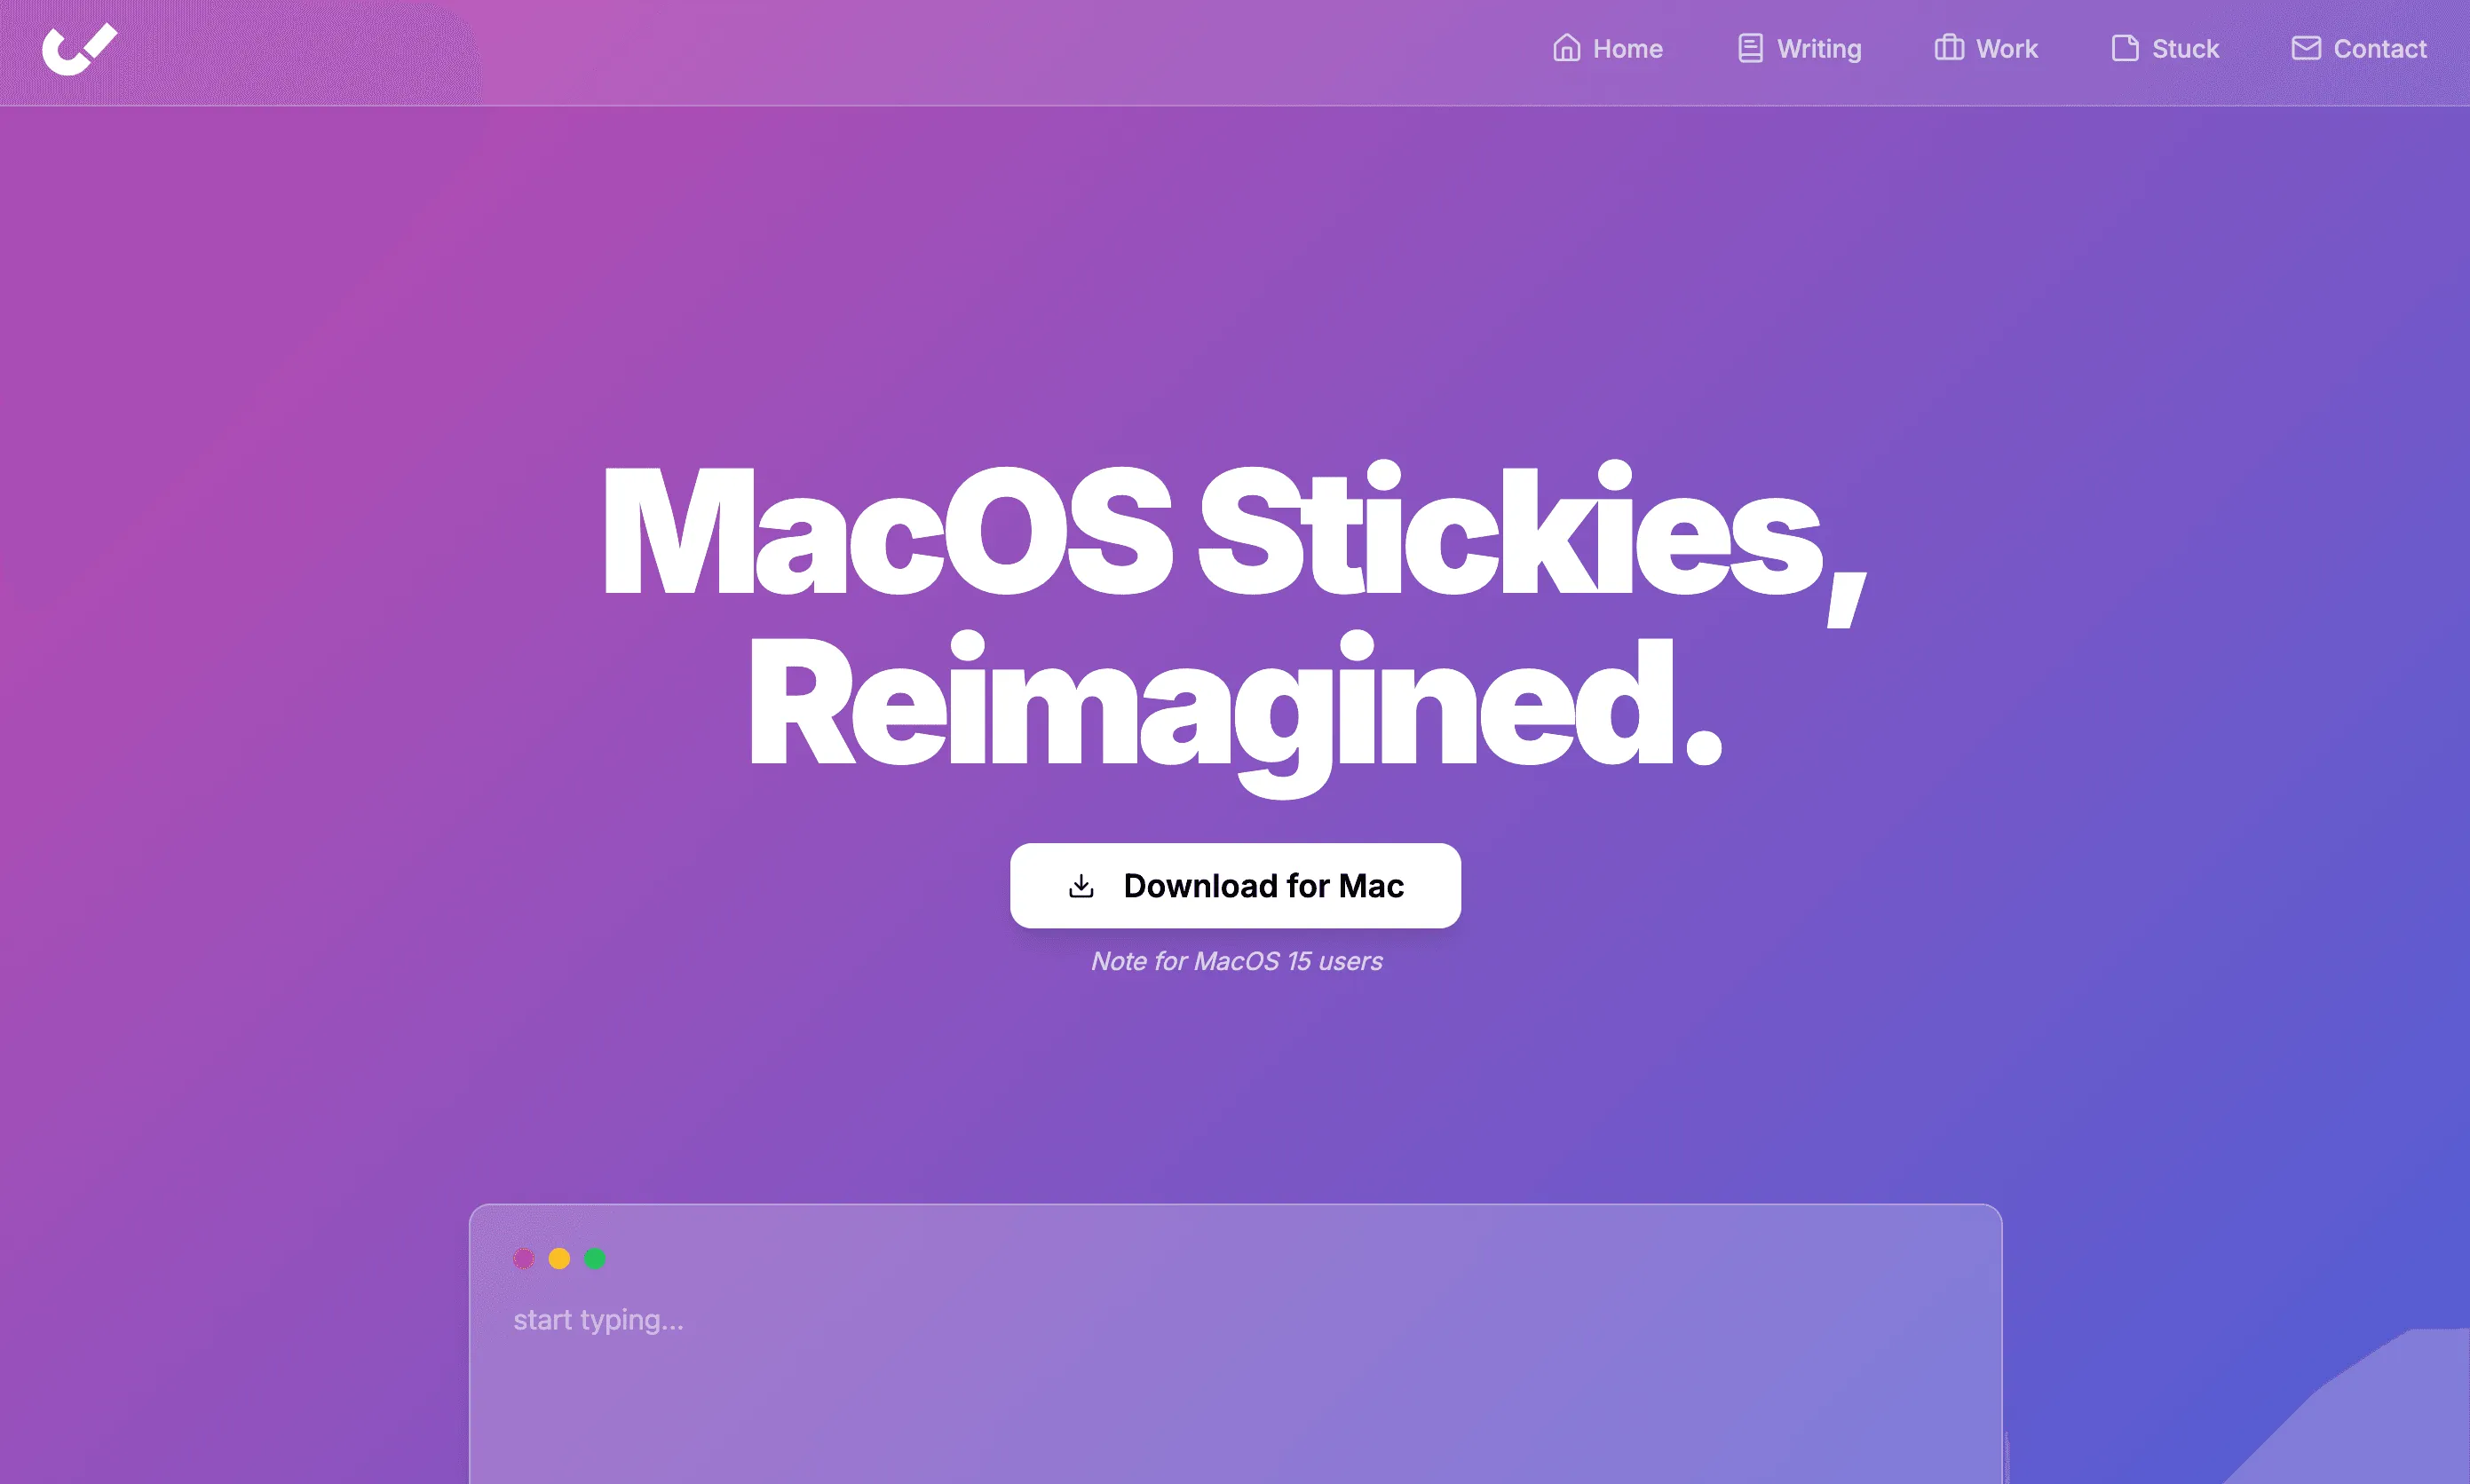 Home Writing Work Stuck Contact
MacOS Stickies,
Reimagined.
Download for Mac
Note for MacOS 15 users
start typing...